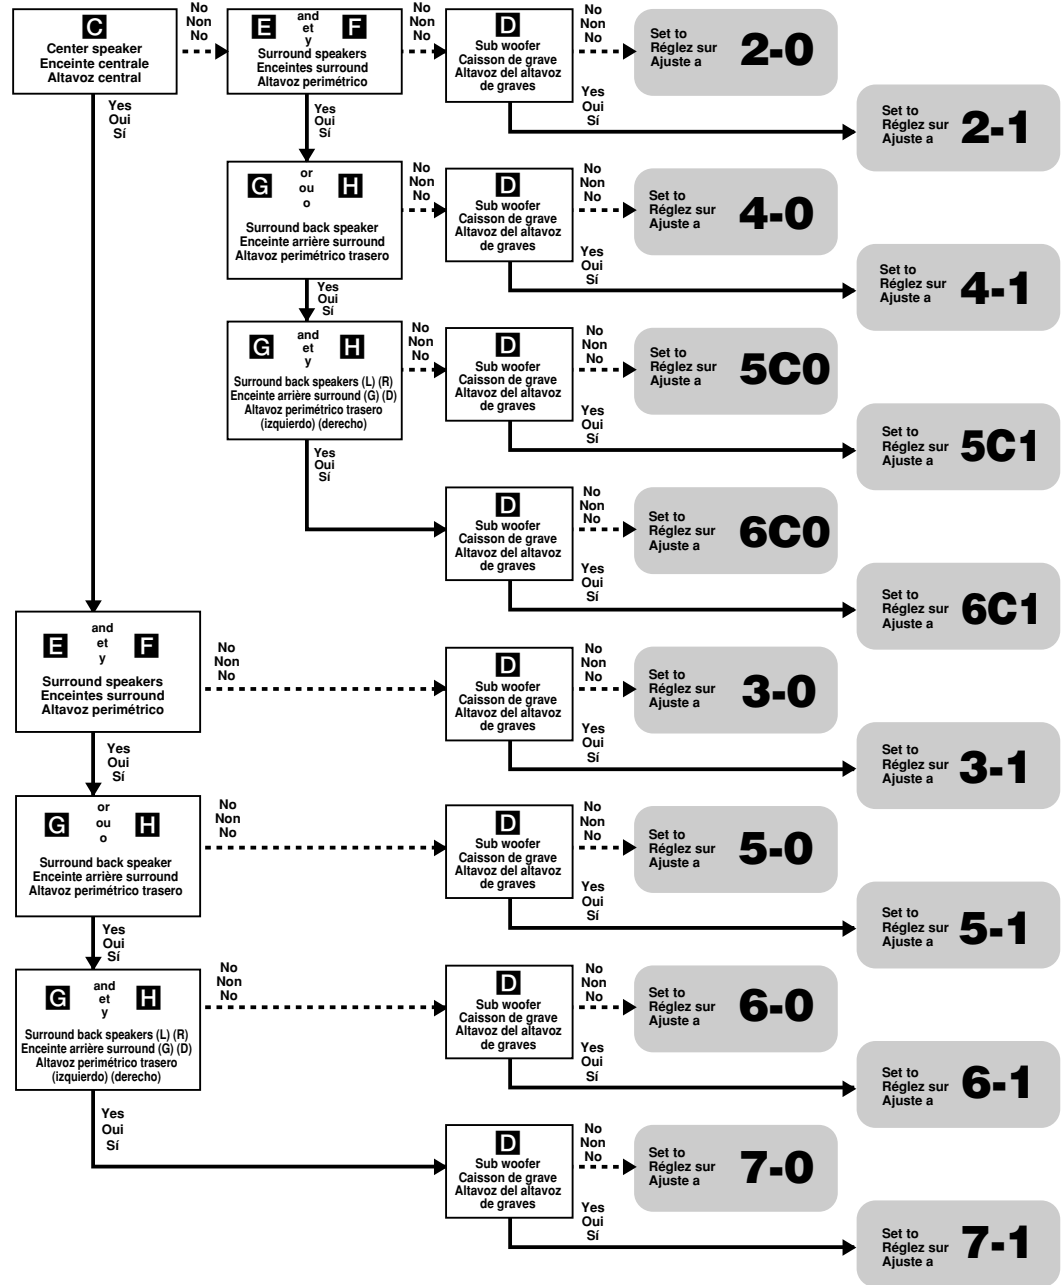 C
Center speaker
Enceinte centrale
Altavoz central
No
Non
No
Yes
Oui
Sí
E and et y F
Surround speakers
Enceintes surround
Altavoz perimétrico
No
Non
No
Yes
Oui
Sí
D
Sub woofer
Caisson de grave
Altavoz del altavoz
de graves
No
Non
No
Set to
Réglez sur
Ajuste a
2-0
Yes
Oui
Sí
Set to
Réglez sur
Ajuste a
2-1
G or ou o H
Surround back speaker
Enceinte arrière surround
Altavoz perimétrico trasero
No
Non
No
Yes
Oui
Sí
D
Sub woofer
Caisson de grave
Altavoz del altavoz
de graves
No
Non
No
Set to
Réglez sur
Ajuste a
4-0
Yes
Oui
Sí
Set to
Réglez sur
Ajuste a
4-1
G and et y H
Surround back speakers (L) (R)
Enceinte arrière surround (G) (D)
Altavoz perimétrico trasero
(izquierdo) (derecho)
No
Non
No
Yes
Oui
Sí
D
Sub woofer
Caisson de grave
Altavoz del altavoz
de graves
No
Non
No
Set to
Réglez sur
Ajuste a
5C0
Yes
Oui
Sí
Set to
Réglez sur
Ajuste a
5C1
D
Sub woofer
Caisson de grave
Altavoz del altavoz
de graves
No
Non
No
Set to
Réglez sur
Ajuste a
6C0
Yes
Oui
Sí
Set to
Réglez sur
Ajuste a
6C1
E and et y F
Surround speakers
Enceintes surround
Altavoz perimétrico
No
Non
No
Yes
Oui
Sí
D
Sub woofer
Caisson de grave
Altavoz del altavoz
de graves
No
Non
No
Set to
Réglez sur
Ajuste a
3-0
Yes
Oui
Sí
Set to
Réglez sur
Ajuste a
3-1
G or ou o H
Surround back speaker
Enceinte arrière surround
Altavoz perimétrico trasero
No
Non
No
Yes
Oui
Sí
D
Sub woofer
Caisson de grave
Altavoz del altavoz
de graves
No
Non
No
Set to
Réglez sur
Ajuste a
5-0
Yes
Oui
Sí
Set to
Réglez sur
Ajuste a
5-1
G and et y H
Surround back speakers (L) (R)
Enceinte arrière surround (G) (D)
Altavoz perimétrico trasero
(izquierdo) (derecho)
No
Non
No
Yes
Oui
Sí
D
Sub woofer
Caisson de grave
Altavoz del altavoz
de graves
No
Non
No
Set to
Réglez sur
Ajuste a
6-0
Yes
Oui
Sí
Set to
Réglez sur
Ajuste a
6-1
D
Sub woofer
Caisson de grave
Altavoz del altavoz
de graves
No
Non
No
Set to
Réglez sur
Ajuste a
7-0
Yes
Oui
Sí
Set to
Réglez sur
Ajuste a
7-1